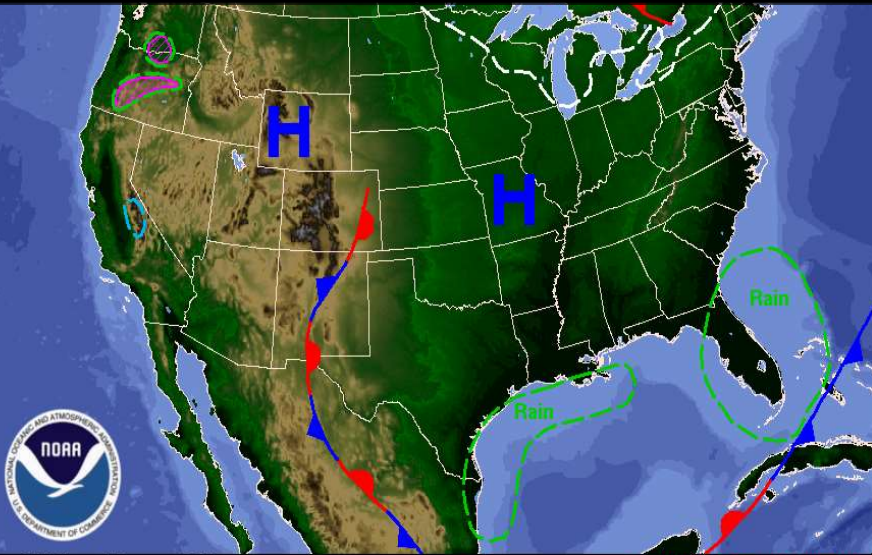 H
H
Rain
Rain
NATIONAL OCEANIC AND ATMOSPHERIC ADMINISTRATION
NOAA
U.S. DEPARTMENT OF COMMERCE